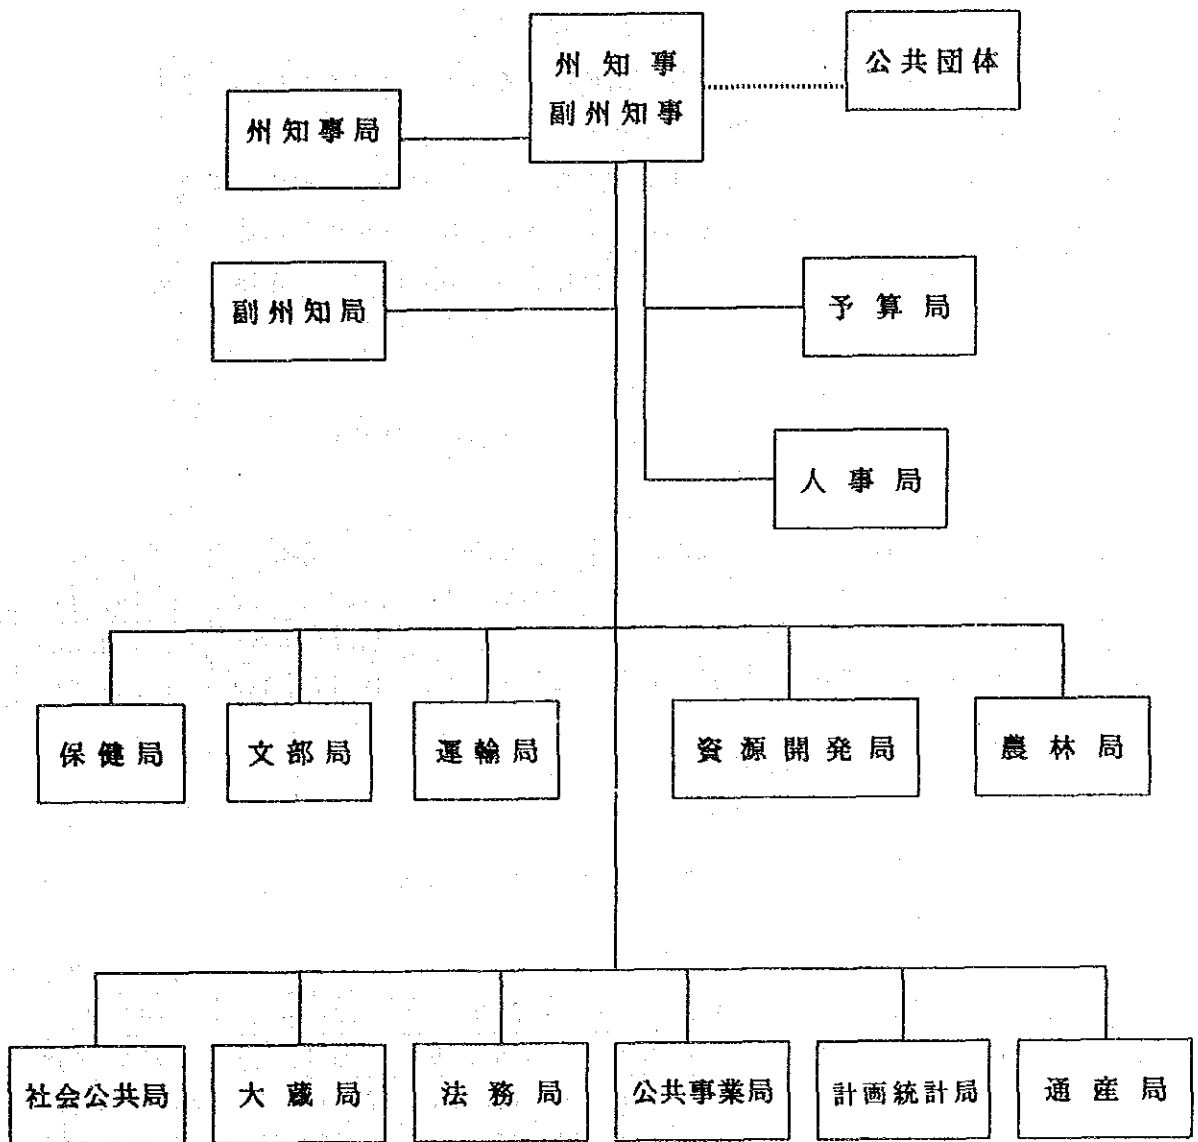 州知事
副州知事
公共団体
州知事局
副州知局
予算局
人事局
保健局
文部局
運輸局
資源開発局
農林局
社会公共局
大蔵局
法務局
公共事業局
計画統計局
通産局